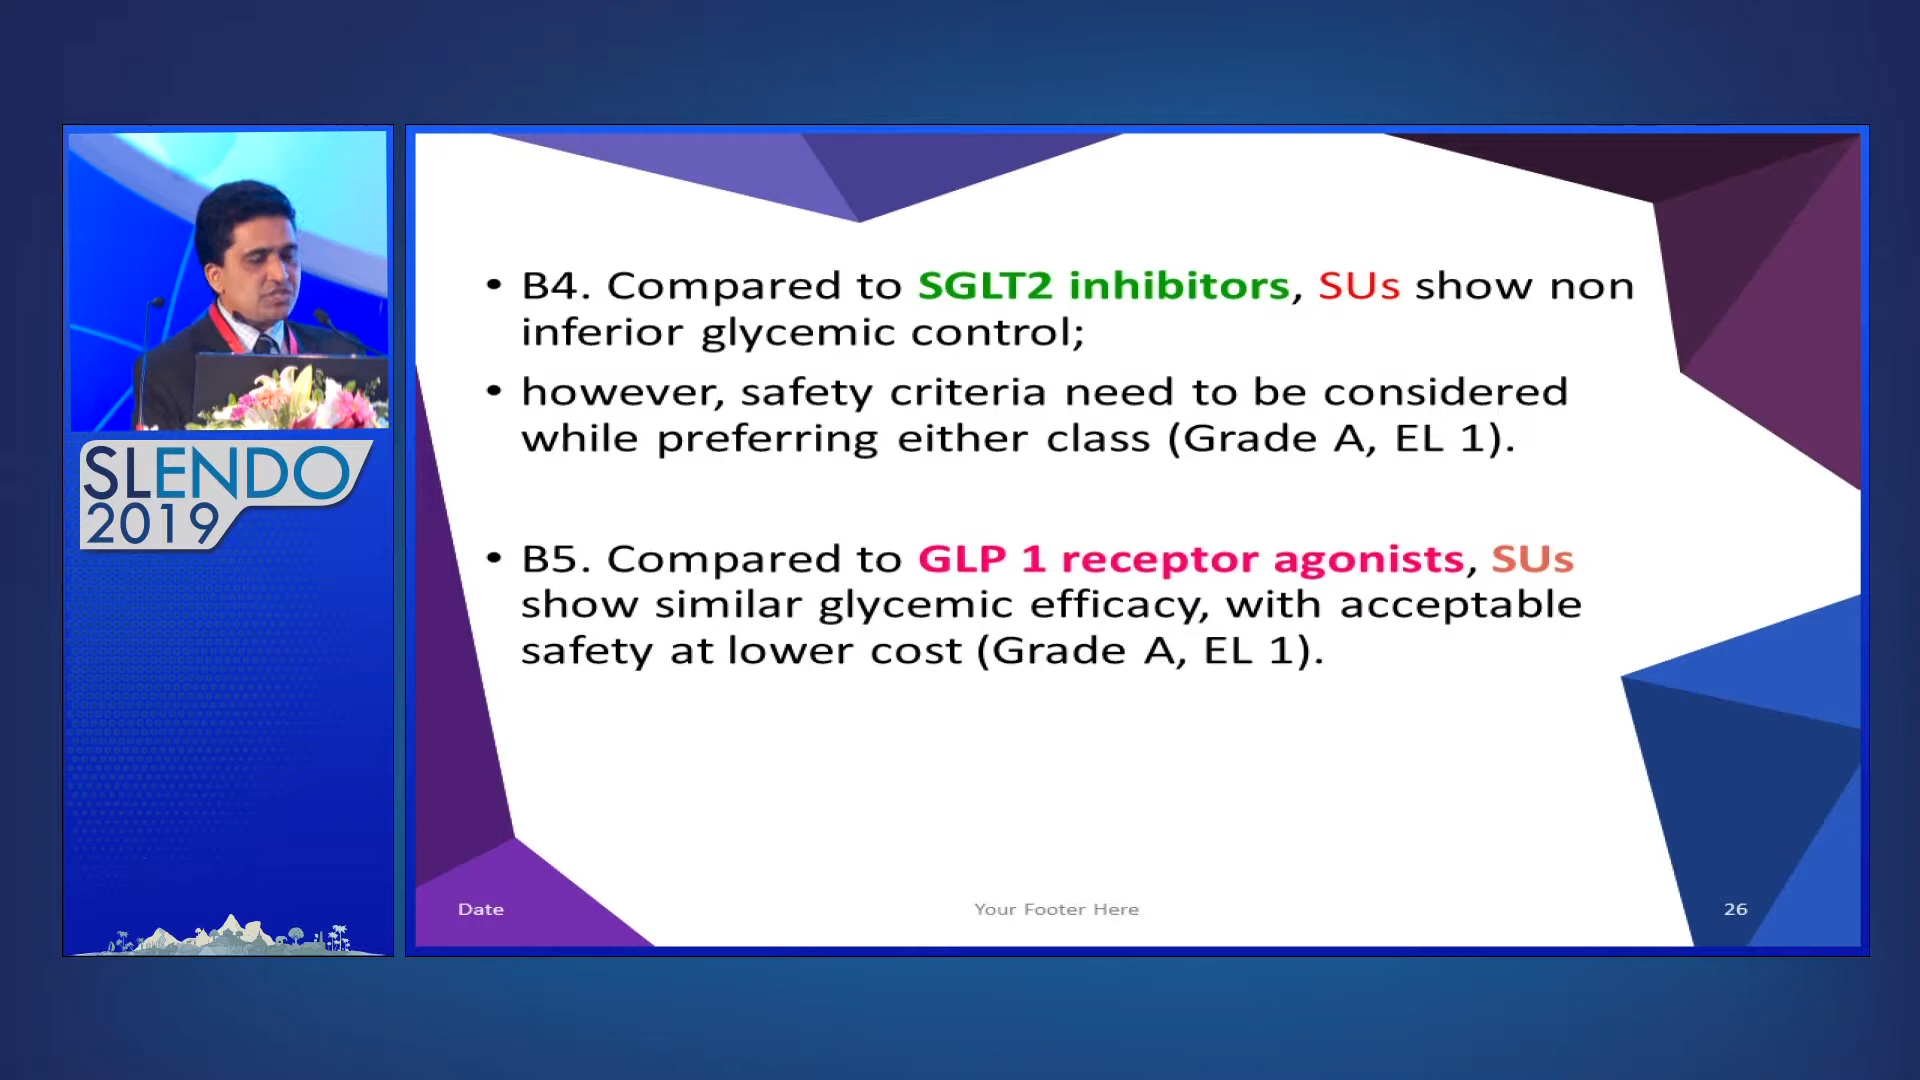 SLENDO
2019
• B4. Compared to SGLT2 inhibitors, SUs show non
inferior glycemic control;
• however, safety criteria need to be considered
while preferring either class (Grade A, EL 1).
• B5. Compared to GLP 1 receptor agonists, SUs
show similar glycemic efficacy, with acceptable
safety at lower cost (Grade A, EL 1).
Date
Your Footer Here
26